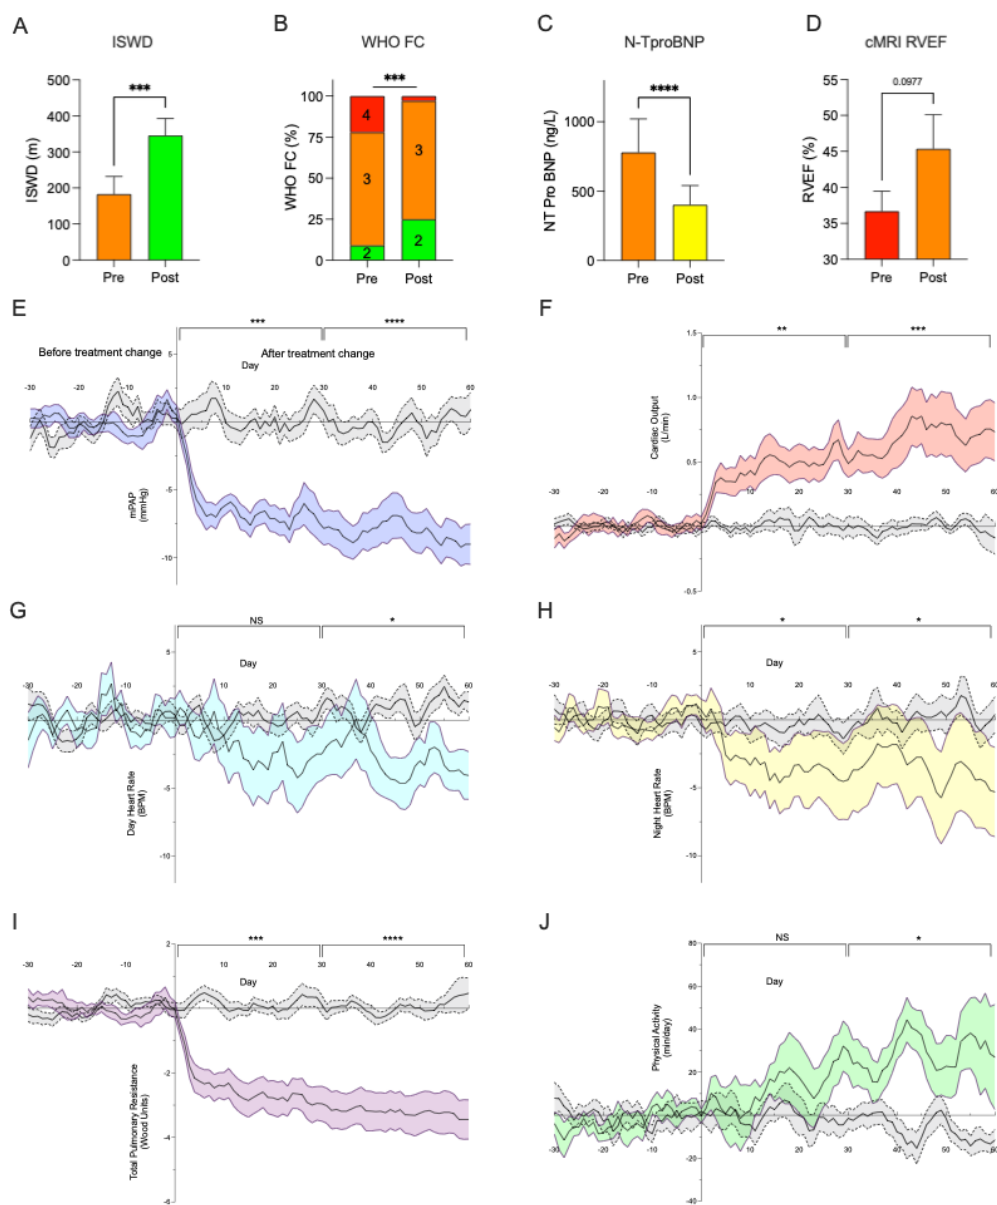 A
ISWD
ISWD (m)
500
400
300
200
100
0
***
Pre
Post
B
WHO FC
WHO FC (%)
100
75
50
25
0
***
4
3
2
3
2
Pre
Post
C
N-TproBNP
NT Pro BNP (ng/L)
1000
500
0
****
Pre
Post
D
cMRI RVEF
RVEF (%)
55
50
45
40
35
30
0.0977
Pre
Post
E
***
****
Before treatment change
After treatment change
Day
5
-30
-20
-10
10
20
30
40
50
60
mPAP
(mmHg)
-5
-10
F
**
***
1.5
1.0
0.5
-0.5
Cardiac Output
(L/min)
-30
-20
-10
10
20
30
40
50
60
G
NS
*
Day
5
-30
-20
-10
10
20
30
40
50
60
Day Heart Rate
(BPM)
-5
-10
H
*
*
Day
5
-30
-20
-10
10
20
30
40
50
60
Night Heart Rate
(BPM)
-5
-10
I
***
****
2
-30
-20
-10
10
20
30
40
50
60
Day
Total Pulmonary Resistance
(Wood Units)
-2
-4
-6
J
NS
*
80
60
40
20
-20
-40
Day
Physical Activity
(min/day)
-30
-20
-10
10
20
30
40
50
60